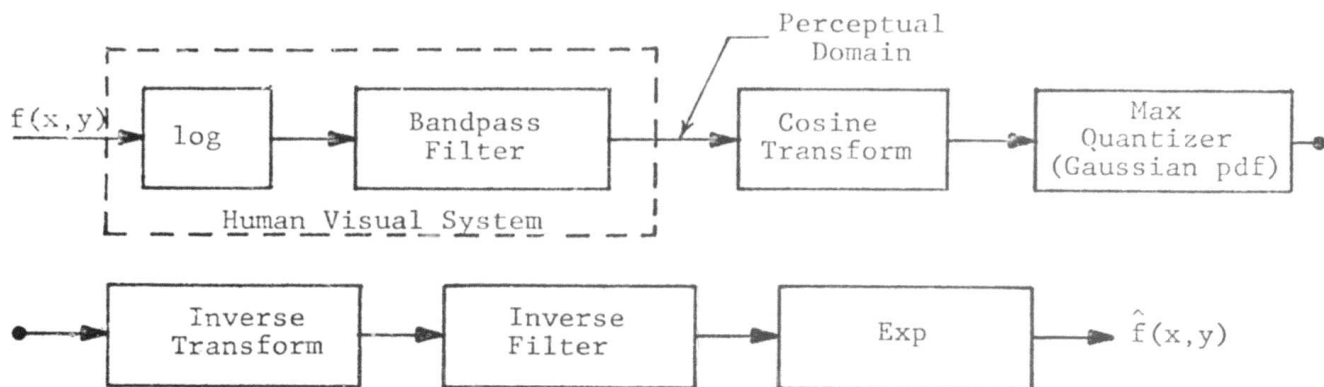 Perceptual
Domain
f(x,y)
log
Bandpass
Filter
Cosine
Transform
Max
Quantizer
(Gaussian pdf)
Human Visual System
Inverse
Transform
Inverse
Filter
Exp
f̂(x,y)